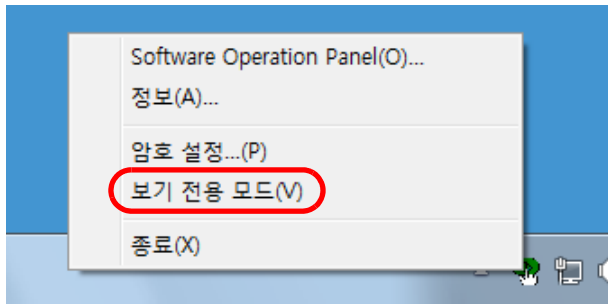 Software Operation Panel(O)...
정보(A)...
암호 설정...(P)
보기 전용 모드(V)
종료(X)